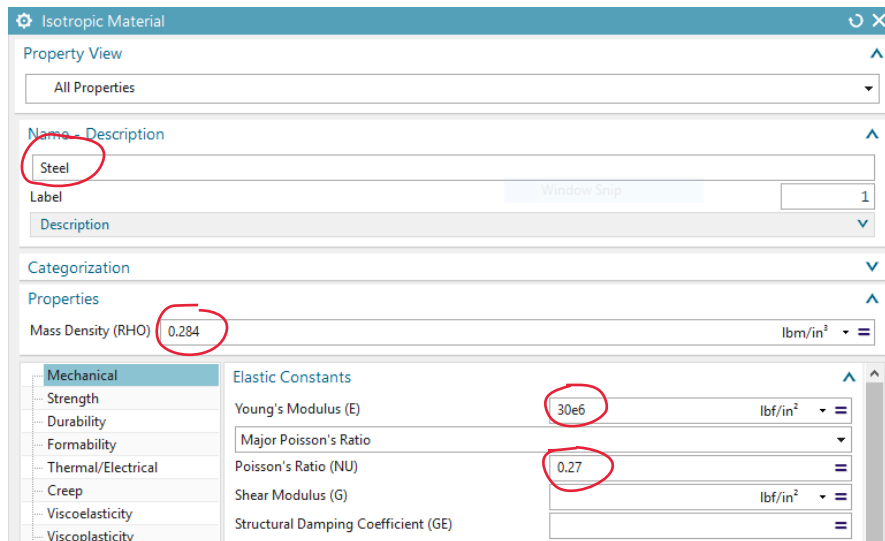 Isotropic Material
Property View
All Properties
Name - Description
Steel
Window Snip
Label 1
Description
Categorization
Properties
Mass Density (RHO) 0.284 lbm/in³
Mechanical
Strength
Durability
Formability
Thermal/Electrical
Creep
Viscoelasticity
Viscoplasticity
Elastic Constants
Young's Modulus (E) 30e6 lbf/in²
Major Poisson's Ratio
Poisson's Ratio (NU) 0.27
Shear Modulus (G) lbf/in²
Structural Damping Coefficient (GE)